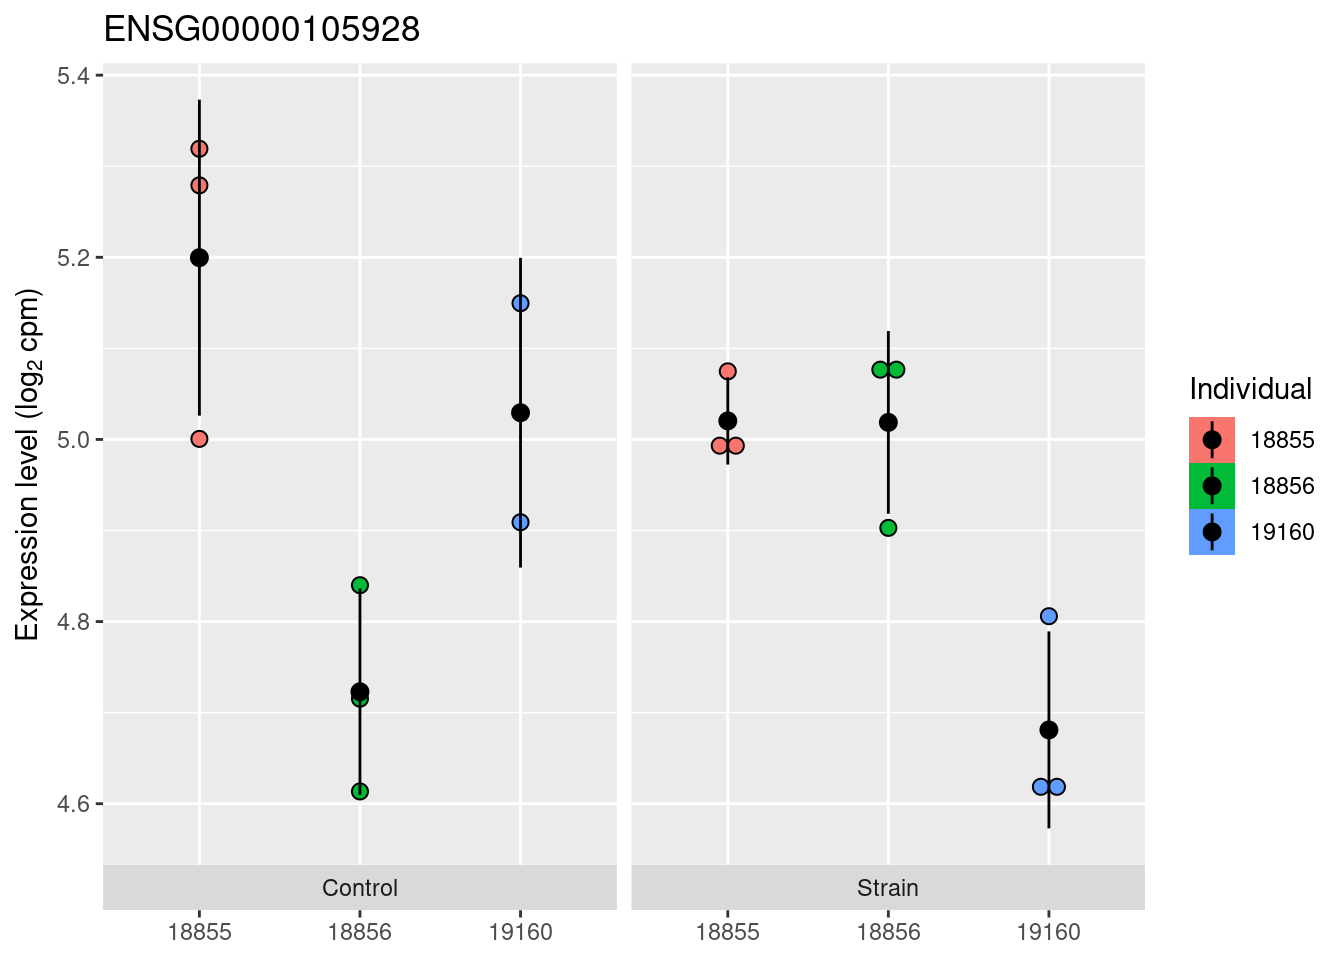 ENSG00000105928
Expression level (log₂ cpm)
5.4
5.2
5.0
4.8
4.6
Control
Strain
18855
18856
19160
18855
18856
19160
Individual
18855
18856
19160